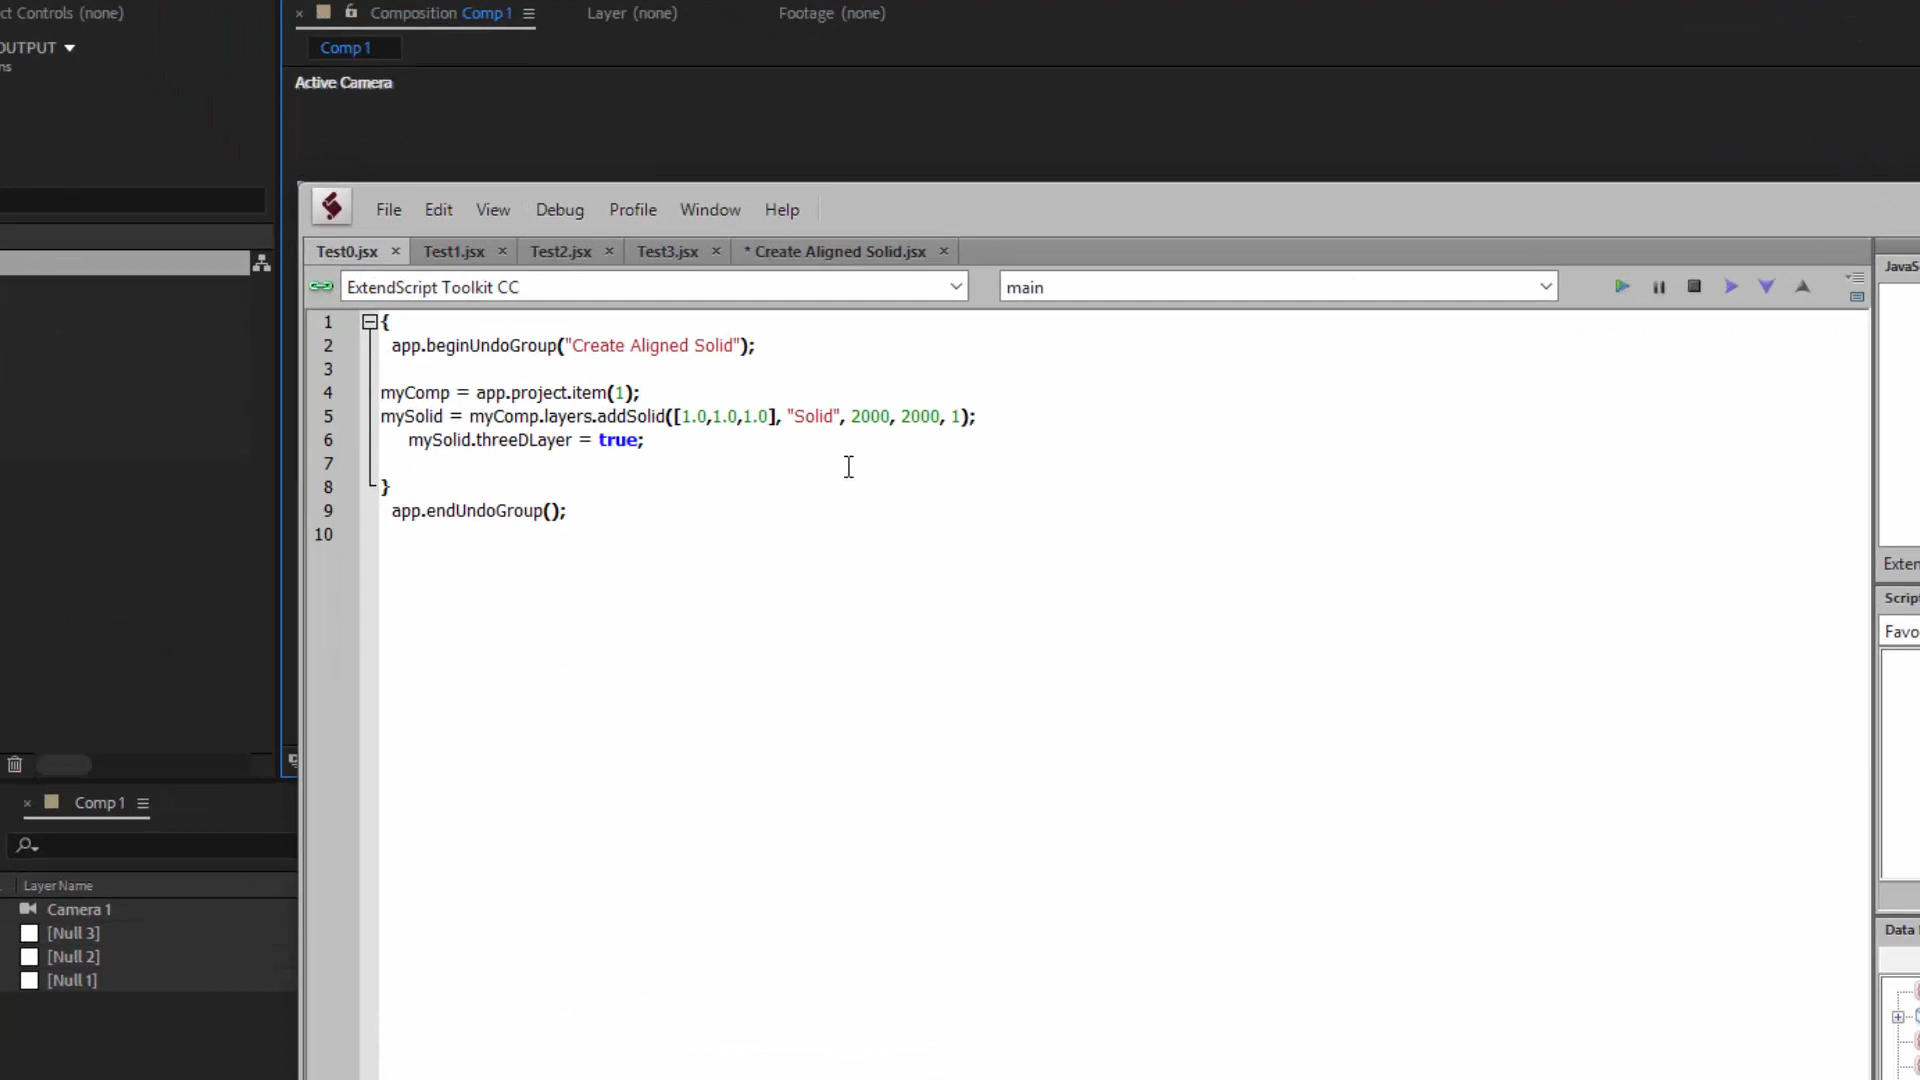 ct Controls (none)
Composition Comp 1
Layer (none)
Footage (none)
OUTPUT
ns
Comp 1
Active Camera
File Edit View Debug Profile Window Help
Test0.jsx Test1.jsx Test2.jsx Test3.jsx * Create Aligned Solid.jsx
JavaSc
ExtendScript Toolkit CC
main
1 {
2 app.beginUndoGroup("Create Aligned Solid");
3
4 myComp = app.project.item(1);
5 mySolid = myComp.layers.addSolid([1.0,1.0,1.0], "Solid", 2000, 2000, 1);
6 mySolid.threeDLayer = true;
7
8 }
9 app.endUndoGroup();
10
Exten
Script
Favo
Data
Comp 1
Layer Name
Camera 1
[Null 3]
[Null 2]
[Null 1]